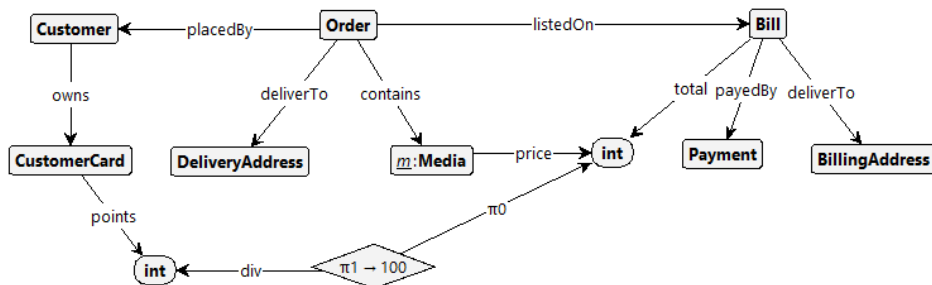 Customer
placedBy
Order
listedOn
Bill
owns
deliverTo
contains
total
payedBy
deliverTo
CustomerCard
DeliveryAddress
m:Media
price
int
Payment
BillingAddress
points
π0
int
div
π1 → 100